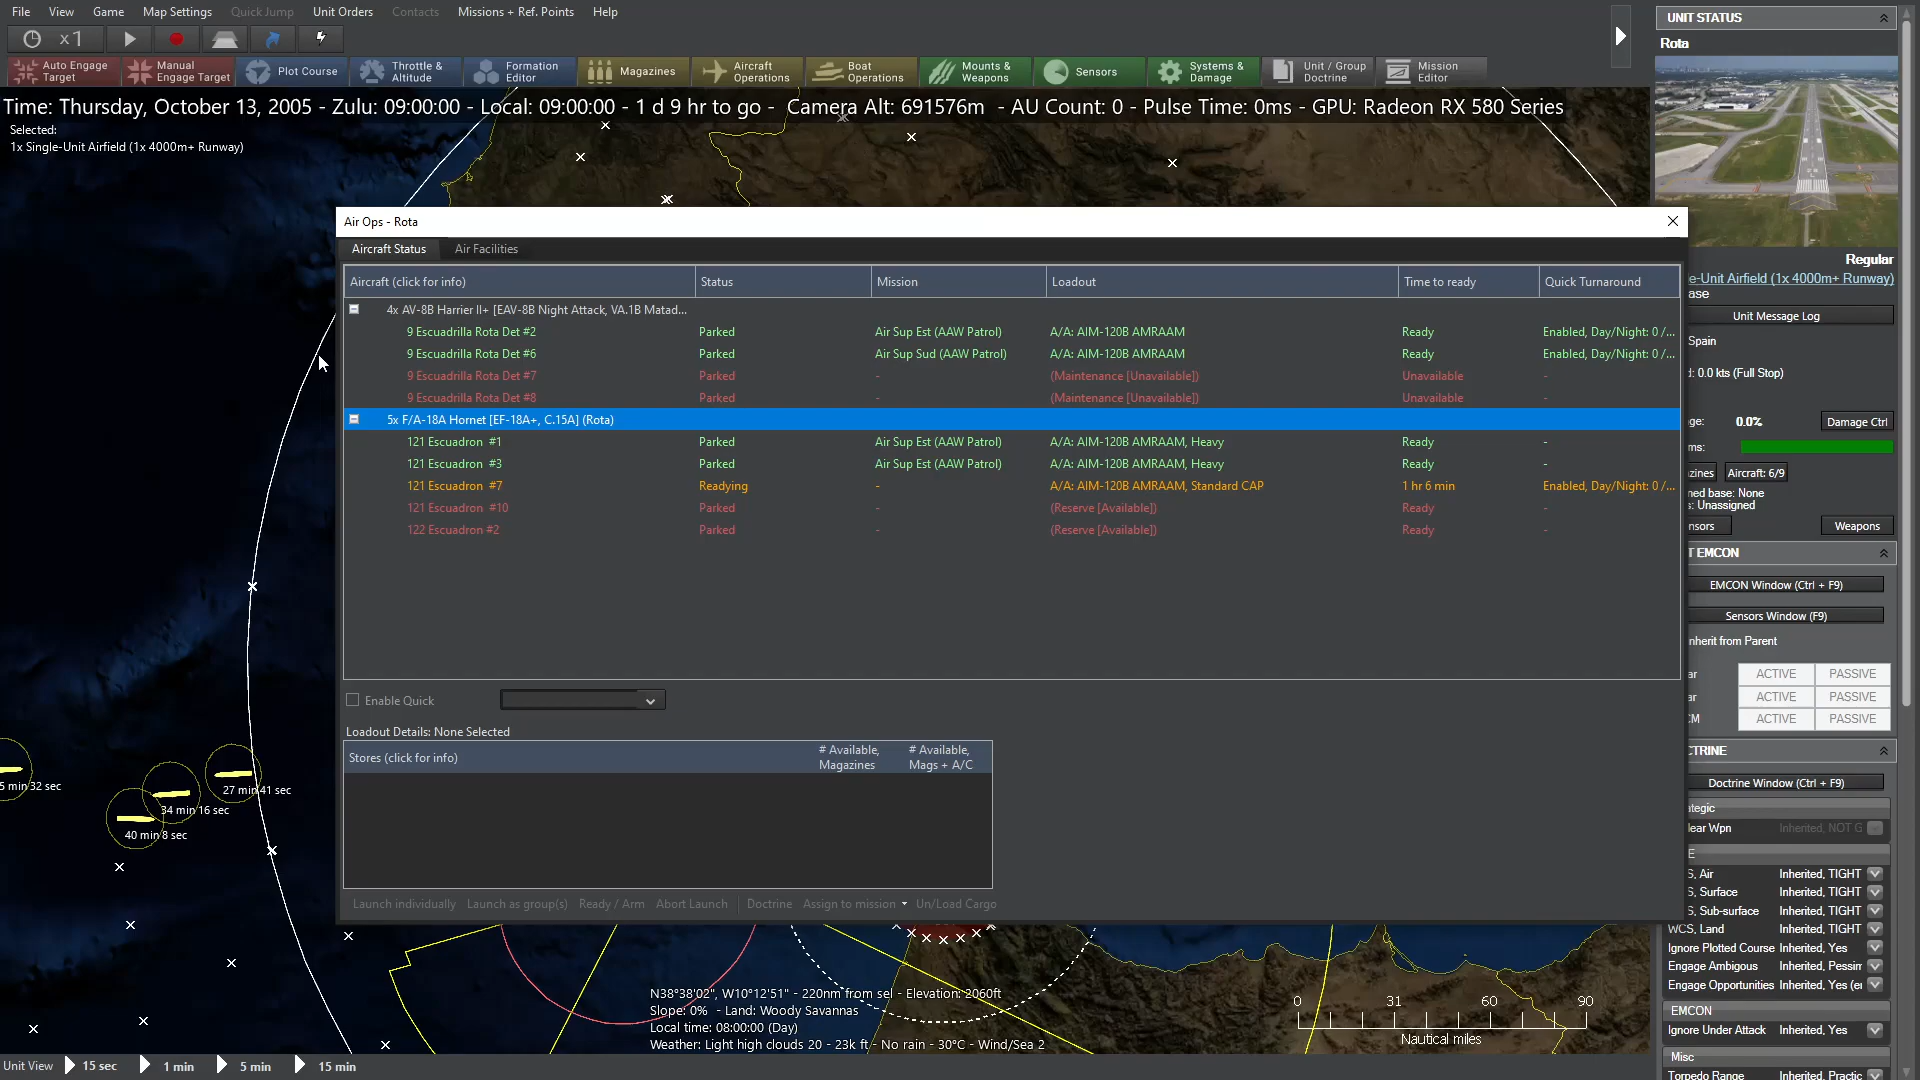 File View Game Map Settings Quick Jump Unit Orders Contacts Missions + Ref. Points Help
x1
Auto Engage Target
Manual Engage Target
Plot Course
Throttle & Altitude
Formation Editor
Magazines
Aircraft Operations
Boat Operations
Mounts & Weapons
Sensors
Systems & Damage
Unit / Group Doctrine
Mission Editor
Time: Thursday, October 13, 2005 - Zulu: 09:00:00 - Local: 09:00:00 - 1 d 9 hr to go - Camera Alt: 691576m - AU Count: 0 - Pulse Time: 0ms - GPU: Radeon RX 580 Series
Selected:
1x Single-Unit Airfield (1x 4000m+ Runway)
Air Ops - Rota
Aircraft Status Air Facilities
Aircraft (click for info) Status Mission Loadout Time to ready Quick Turnaround
4x AV-8B Harrier II+ [EAV-8B Night Attack, VA.1B Matad...
9 Escuadrilla Rota Det #2 Parked Air Sup Est (AAW Patrol) A/A: AIM-120B AMRAAM Ready Enabled, Day/Night: 0 /...
9 Escuadrilla Rota Det #6 Parked Air Sup Sud (AAW Patrol) A/A: AIM-120B AMRAAM Ready Enabled, Day/Night: 0 /...
9 Escuadrilla Rota Det #7 Parked - (Maintenance [Unavailable]) Unavailable -
9 Escuadrilla Rota Det #8 Parked - (Maintenance [Unavailable]) Unavailable -
5x F/A-18A Hornet [EF-18A+, C.15A] (Rota)
121 Escuadron #1 Parked Air Sup Est (AAW Patrol) A/A: AIM-120B AMRAAM, Heavy Ready -
121 Escuadron #3 Parked Air Sup Est (AAW Patrol) A/A: AIM-120B AMRAAM, Heavy Ready -
121 Escuadron #7 Readying - A/A: AIM-120B AMRAAM, Standard CAP 1 hr 6 min Enabled, Day/Night: 0 /...
121 Escuadron #10 Parked - (Reserve [Available]) Ready -
122 Escuadron #2 Parked - (Reserve [Available]) Ready -
Enable Quick
Loadout Details: None Selected
Stores (click for info) # Available, Magazines # Available, Mags + A/C
Launch individually Launch as group(s) Ready / Arm Abort Launch Doctrine Assign to mission Un/Load Cargo
5 min 32 sec
27 min 41 sec
34 min 16 sec
40 min 8 sec
N38°38'02", W10°12'51" - 220nm from sel - Elevation: 2060ft
Slope: 0% - Land: Woody Savannas
Local time: 08:00:00 (Day)
Weather: Light high clouds 20 - 23k ft - No rain - 30°C - Wind/Sea 2
0 31 60 90
Nautical miles
Unit View 15 sec 1 min 5 min 15 min
UNIT STATUS
Rota
Regular
e-Unit Airfield (1x 4000m+ Runway)
ase
Unit Message Log
Spain
d: 0.0 kts (Full Stop)
ge: 0.0% Damage Ctrl
ms:
zines Aircraft: 6/9
ned base: None
s: Unassigned
nsors Weapons
T EMCON
EMCON Window (Ctrl + F9)
Sensors Window (F9)
nherit from Parent
ar ACTIVE PASSIVE
ar ACTIVE PASSIVE
CM ACTIVE PASSIVE
CTRINE
Doctrine Window (Ctrl + F9)
ategic
lear Wpn Inherited, NOT G
E
S, Air Inherited, TIGHT
S, Surface Inherited, TIGHT
S, Sub-surface Inherited, TIGHT
WCS, Land Inherited, TIGHT
Ignore Plotted Course Inherited, Yes
Engage Ambiguous Inherited, Pessim
Engage Opportunities Inherited, Yes (er
EMCON
Ignore Under Attack Inherited, Yes
Misc
Torpedo Range Inherited, Practic